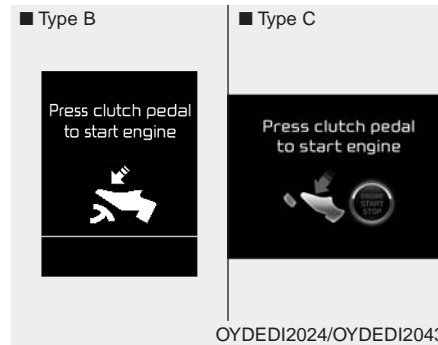 ■ Type B
■ Type C
Press clutch pedal
to start engine
Press clutch pedal
to start engine
ENGINE
START
STOP
OYDEDI2024/OYDEDI2043